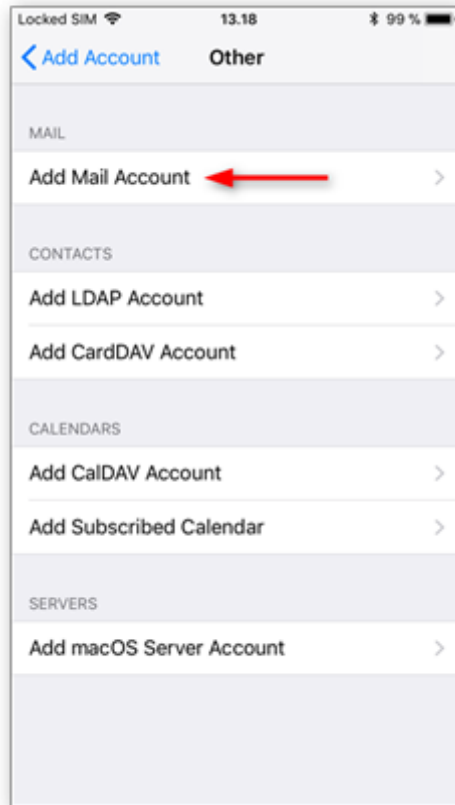 Locked SIM 13.18 99 %
Add Account Other
MAIL
Add Mail Account
CONTACTS
Add LDAP Account
Add CardDAV Account
CALENDARS
Add CalDAV Account
Add Subscribed Calendar
SERVERS
Add macOS Server Account